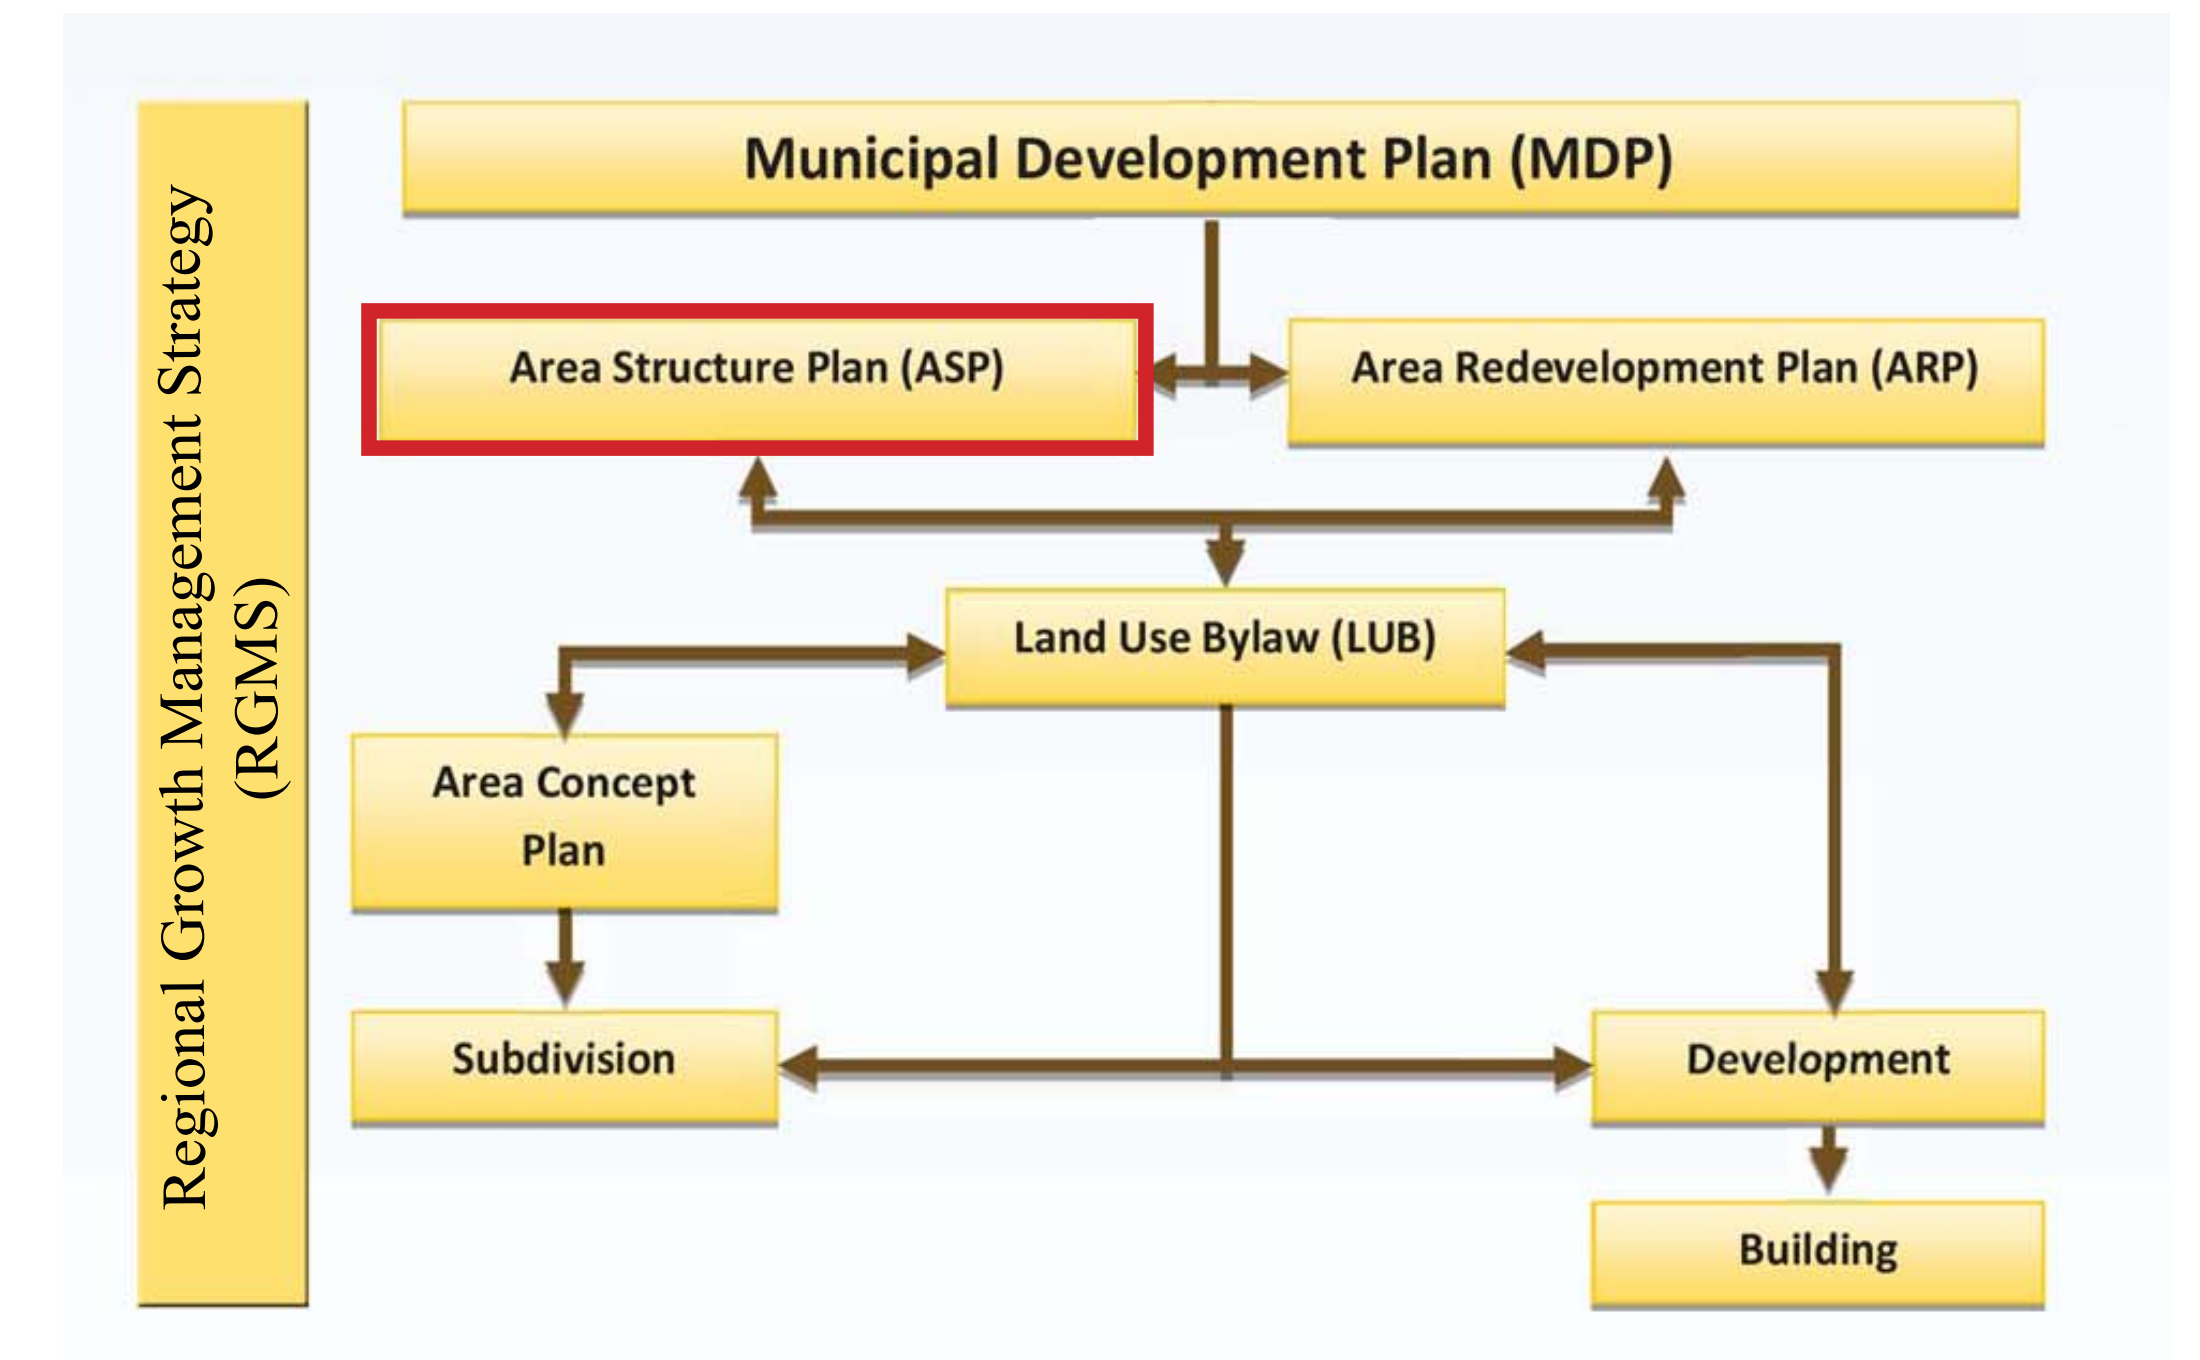 Regional Growth Management Strategy
(RGMS)
Municipal Development Plan (MDP)
Area Structure Plan (ASP)
Area Redevelopment Plan (ARP)
Land Use Bylaw (LUB)
Area Concept
Plan
Subdivision
Development
Building